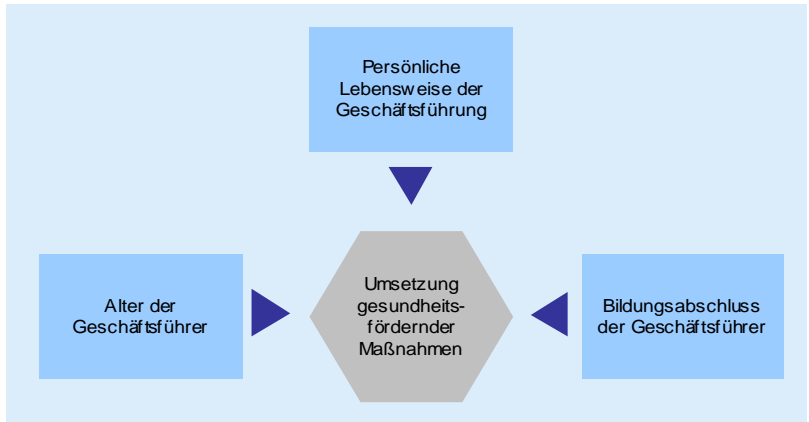 Persönliche
Lebensweise der
Geschäftsführung
Alter der
Geschäftsführer
Umsetzung
gesundheits-
fördernder
Maßnahmen
Bildungsabschluss
der Geschäftsführer